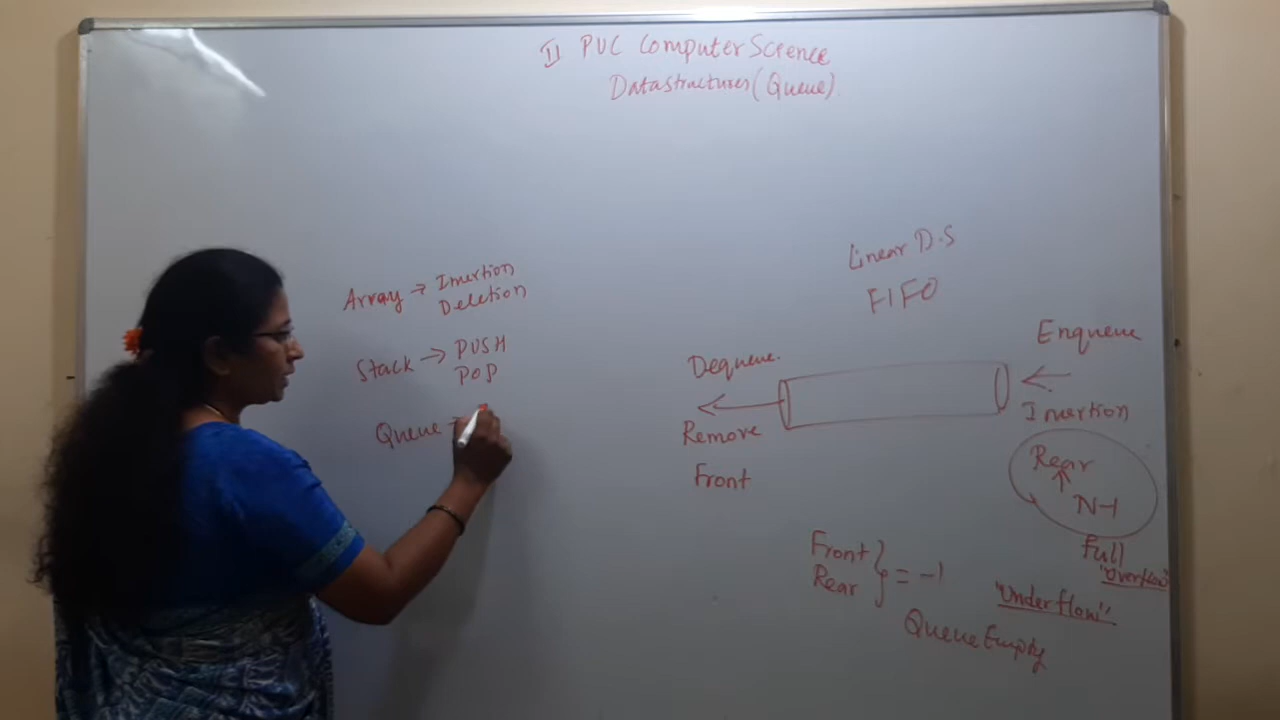 II PUC Computer Science
Datastructures (Queue)
Array → Insertion
Deletion
Stack → PUSH
POP
Queue
Linear D.S
FIFO
Enqueue
Dequeue.
Insertion
Remove
Front
Rear
N-1
Full
"Overflow"
Front
Rear
} = -1
"Underflow"
Queue Empty